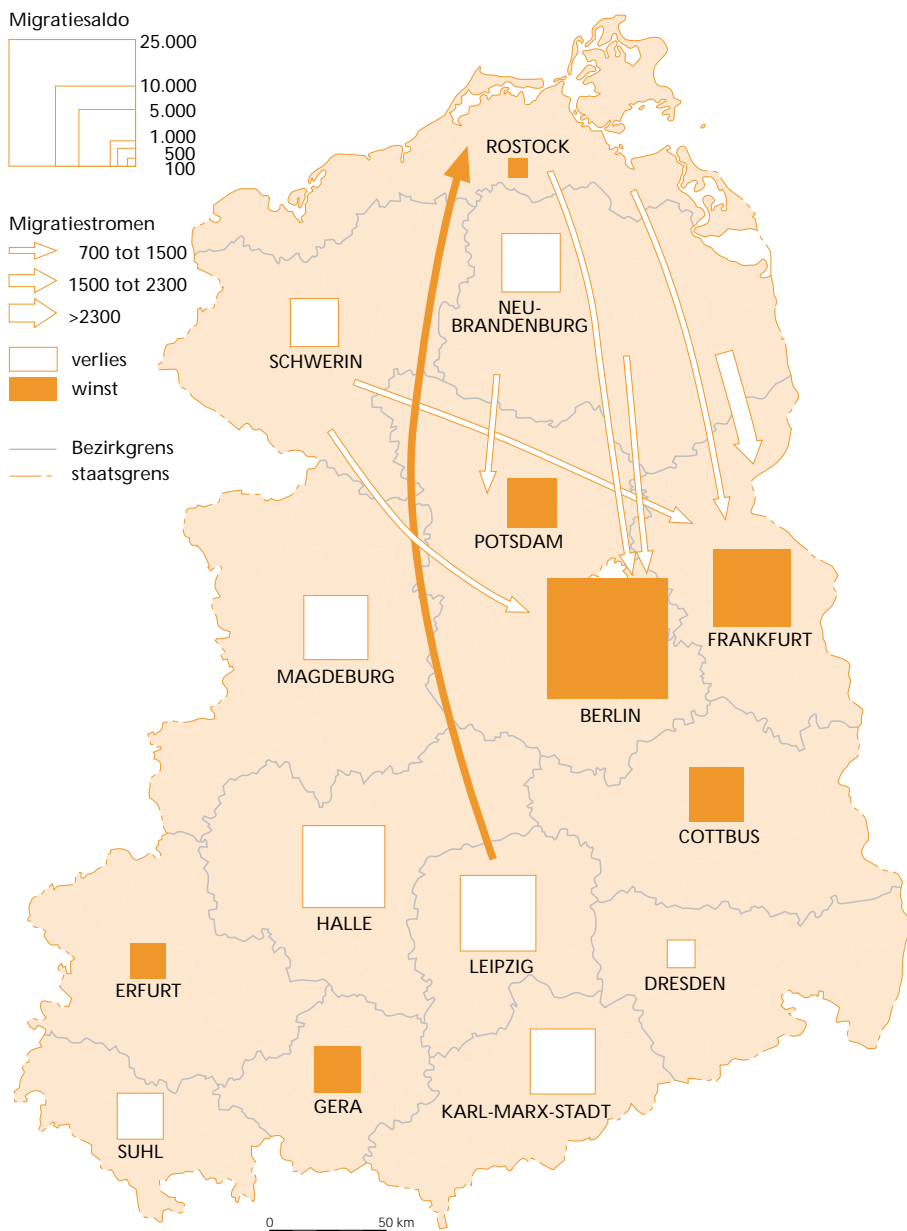 Migratiesaldo
25.000
10.000
5.000
1.000
500
100
Migratiestromen
700 tot 1500
1500 tot 2300
>2300
verlies
winst
Bezirkgrens
staatsgrens
ROSTOCK
NEU-
BRANDENBURG
SCHWERIN
POTSDAM
FRANKFURT
MAGDEBURG
BERLIN
COTTBUS
HALLE
LEIPZIG
DRESDEN
ERFURT
GERA
KARL-MARX-STADT
SUHL
0 50 km